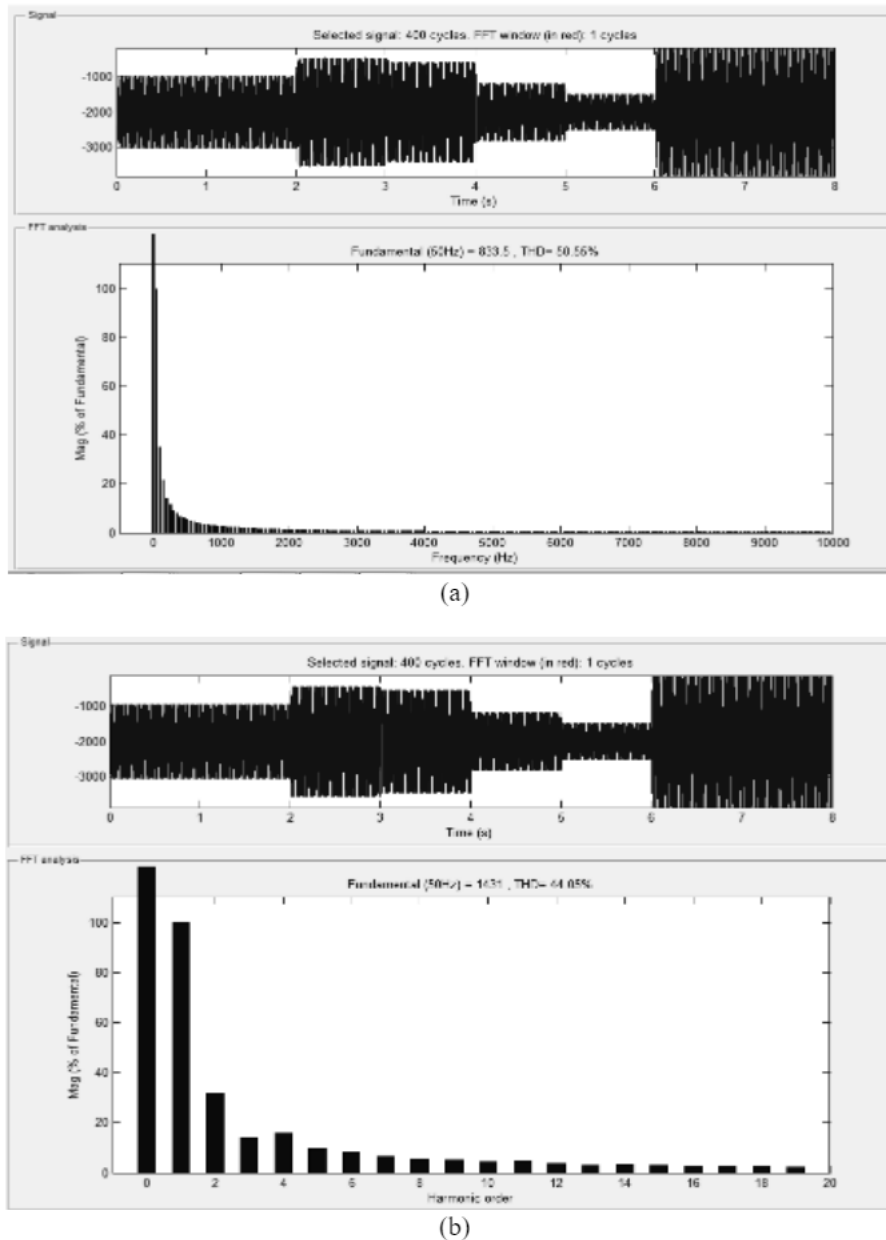 Signal
Selected signal: 400 cycles. FFT window (in red): 1 cycles
-1000
-2000
-3000
0 1 2 3 4 5 6 7 8
Time (s)
FFT analysis
Fundamental (50Hz) = 833.5 , THD= 50.56%
100
80
60
40
20
0
Mag (% of Fundamental)
0 1000 2000 3000 4000 5000 6000 7000 8000 9000 10000
Frequency (Hz)
(a)
Signal
Selected signal: 400 cycles. FFT window (in red): 1 cycles
-1000
-2000
-3000
0 1 2 3 4 5 6 7 8
Time (s)
FFT analysis
Fundamental (50Hz) = 1431 , THD= 44.05%
100
80
60
40
20
0
Mag (% of Fundamental)
0 2 4 6 8 10 12 14 16 18 20
Harmonic order
(b)